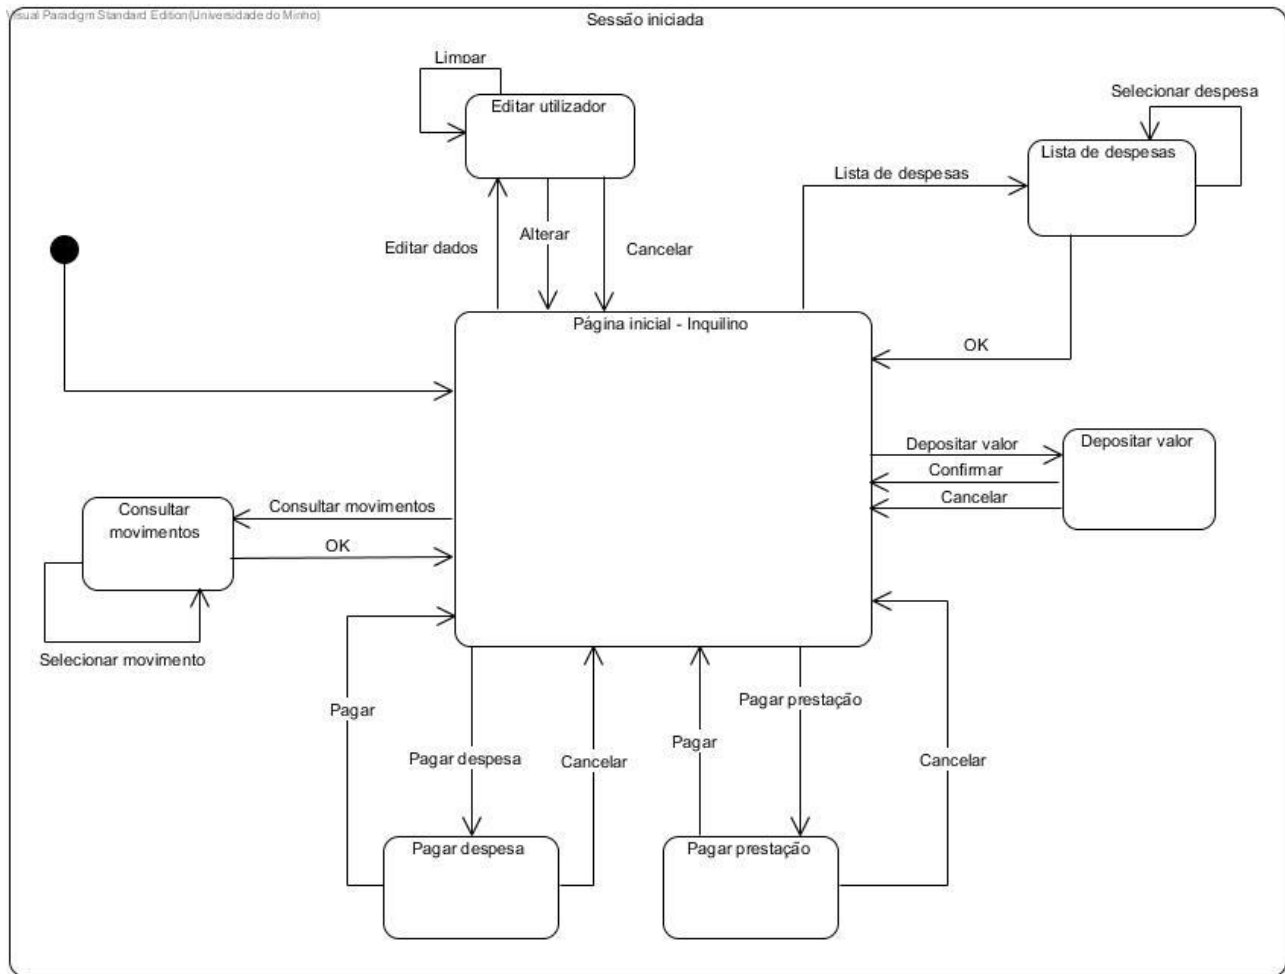 Visual Paradigm Standard Edition(Universidade do Minho)
Sessão iniciada
Limpar
Editar utilizador
Selecionar despesa
Lista de despesas
Lista de despesas
Editar dados
Alterar
Cancelar
Página inicial - Inquilino
OK
Depositar valor
Depositar valor
Confirmar
Cancelar
Consultar
movimentos
Consultar movimentos
OK
Selecionar movimento
Pagar
Pagar despesa
Cancelar
Pagar
Pagar prestação
Cancelar
Pagar despesa
Pagar prestação